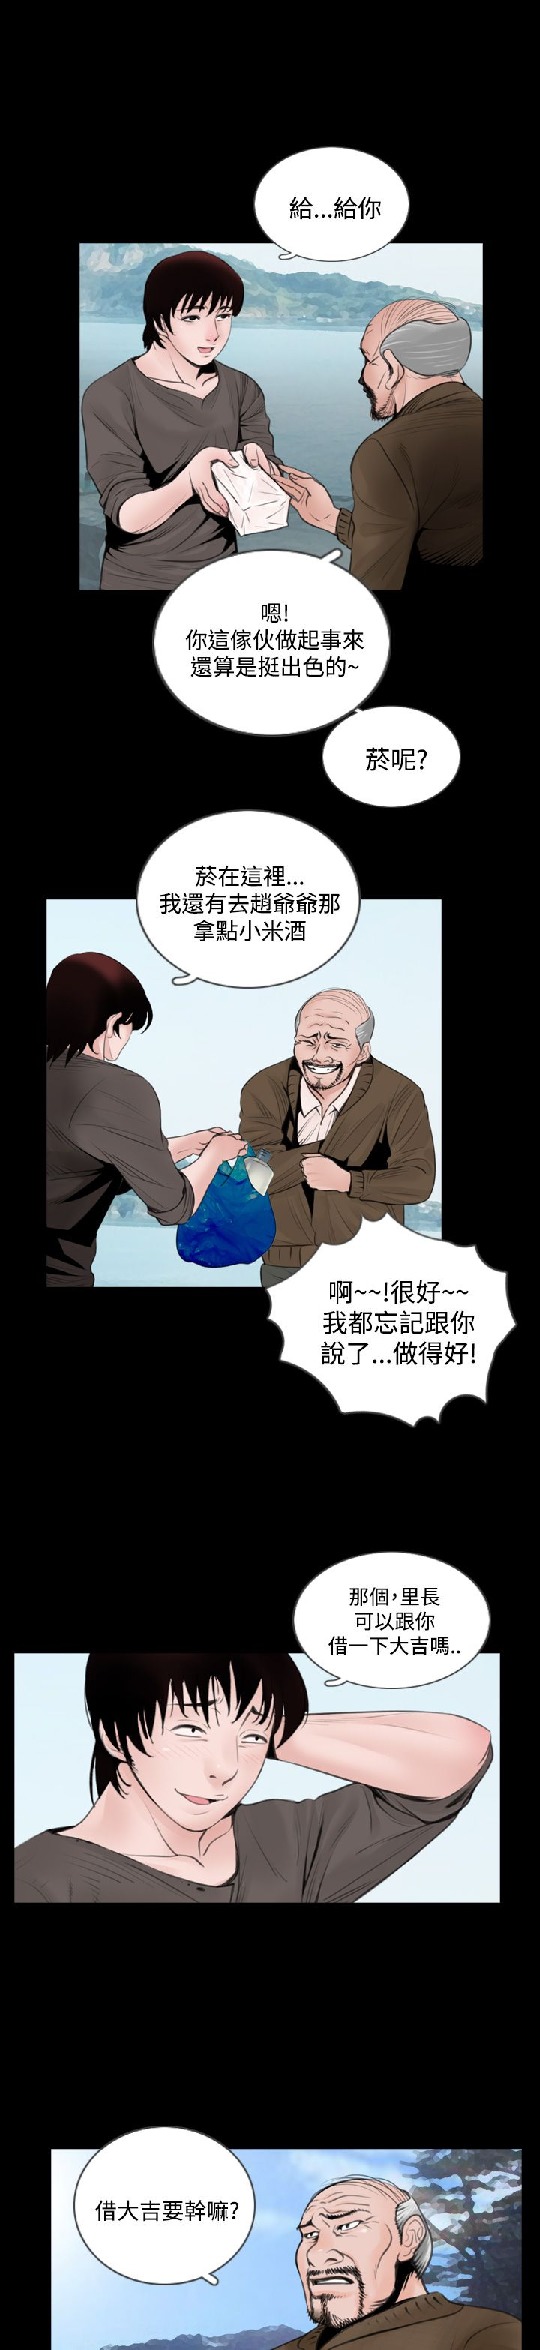 給...給你
嗯!
你這傢伙做起事來
還算是挺出色的~
菸呢?
菸在這裡...
我還有去趙爺爺那
拿點小米酒
啊~~!很好~~
我都忘記跟你
說了...做得好!
那個,里長
可以跟你
借一下大吉嗎..
借大吉要幹嘛?